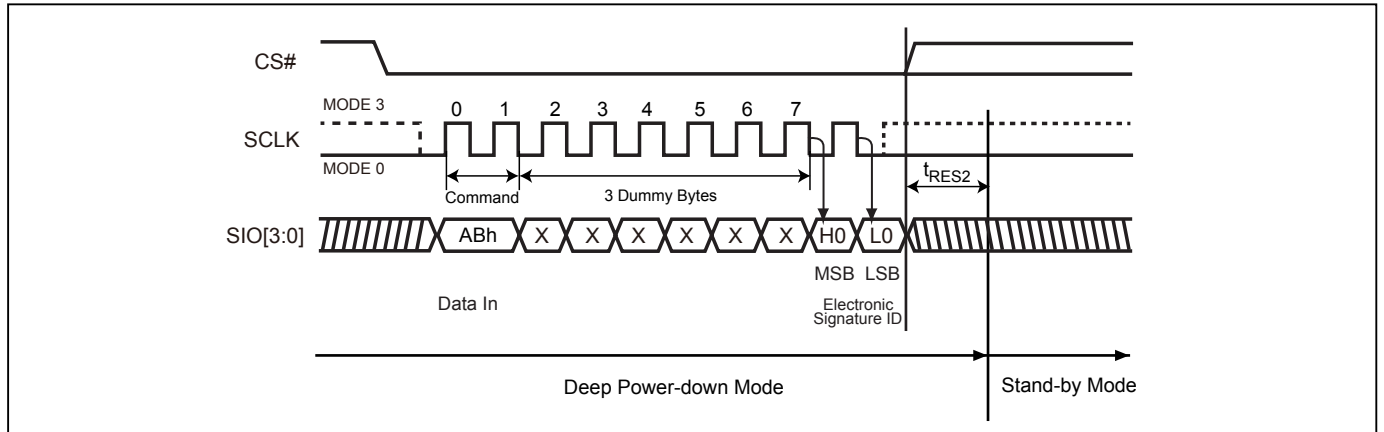 CS#
MODE 3
0 1 2 3 4 5 6 7
SCLK
MODE 0
tRES2
Command
3 Dummy Bytes
SIO[3:0]
ABh X X X X X X H0 L0
MSB LSB
Data In
Electronic
Signature ID
Deep Power-down Mode
Stand-by Mode